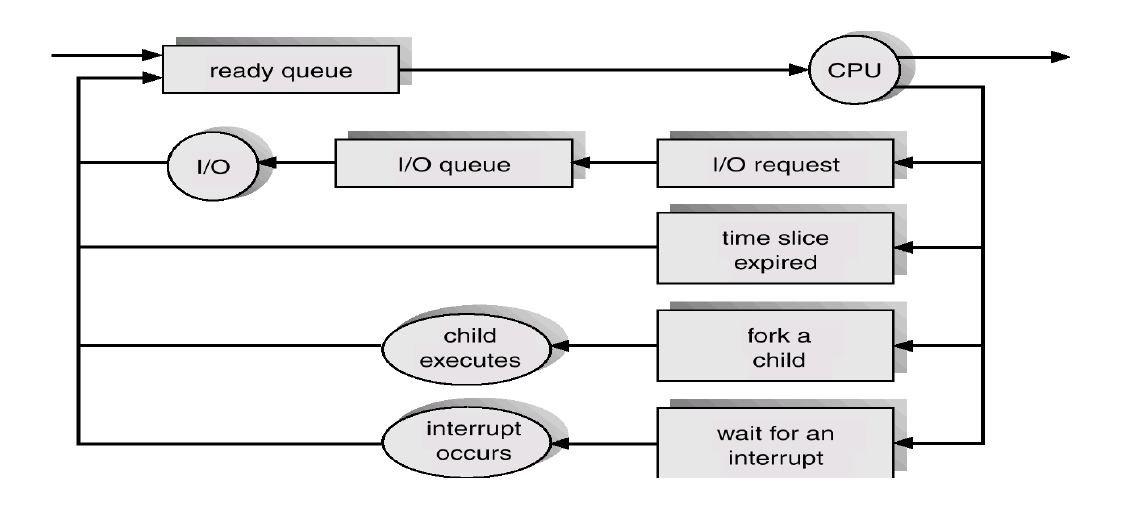 ready queue
CPU
I/O
I/O queue
I/O request
time slice
expired
child
executes
fork a
child
interrupt
occurs
wait for an
interrupt